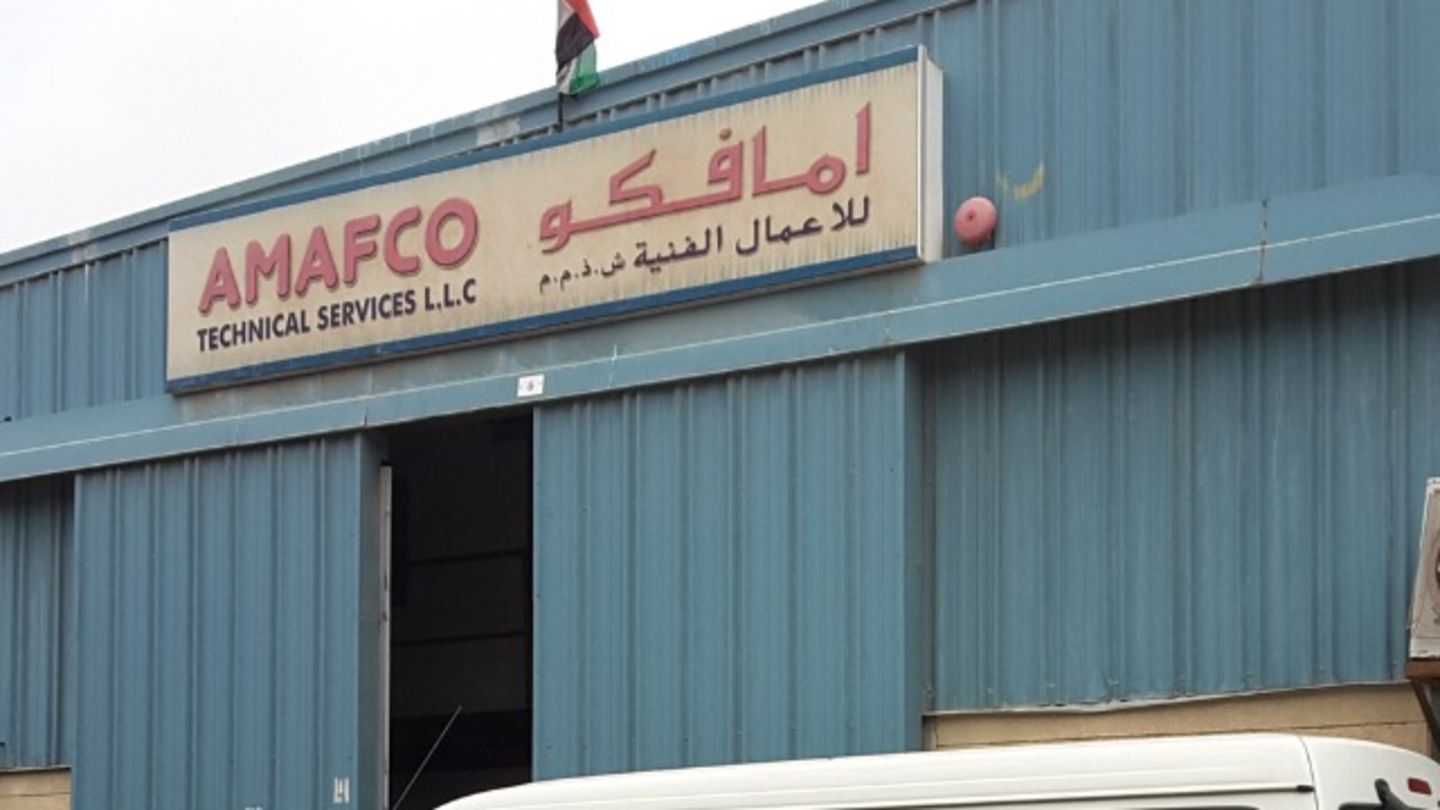 AMAFCO
TECHNICAL SERVICES L.L.C
امافكو
للاعمال الفنية ش.ذ.م.م